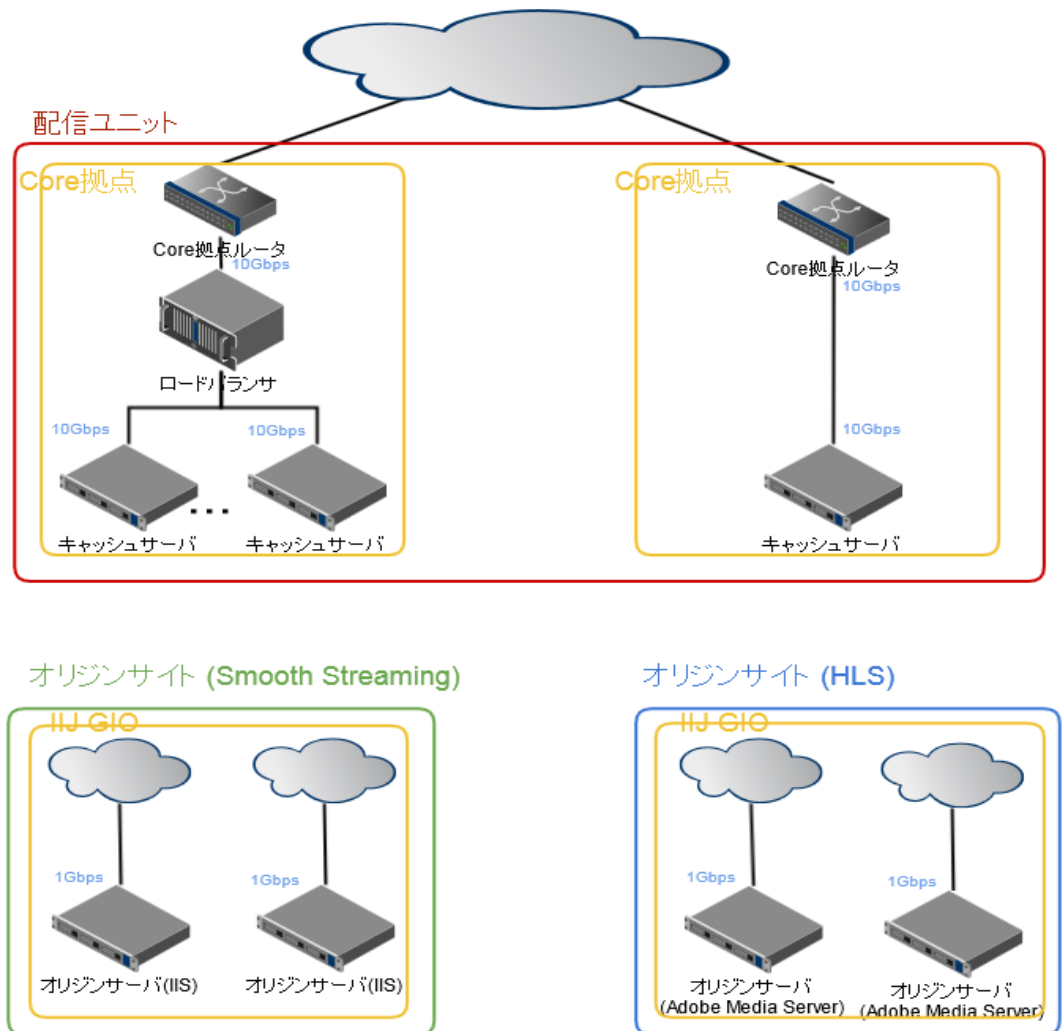 配信ユニット
Core拠点
Core拠点
Core拠点ルータ
10Gbps
Core拠点ルータ
10Gbps
ロードバランサ
10Gbps
10Gbps
10Gbps
...
キャッシュサーバ
キャッシュサーバ
キャッシュサーバ
オリジンサイト (Smooth Streaming)
オリジンサイト (HLS)
IIJ GIO
IIJ GIO
1Gbps
1Gbps
1Gbps
1Gbps
オリジンサーバ(IIS)
オリジンサーバ(IIS)
オリジンサーバ
(Adobe Media Server)
オリジンサーバ
(Adobe Media Server)